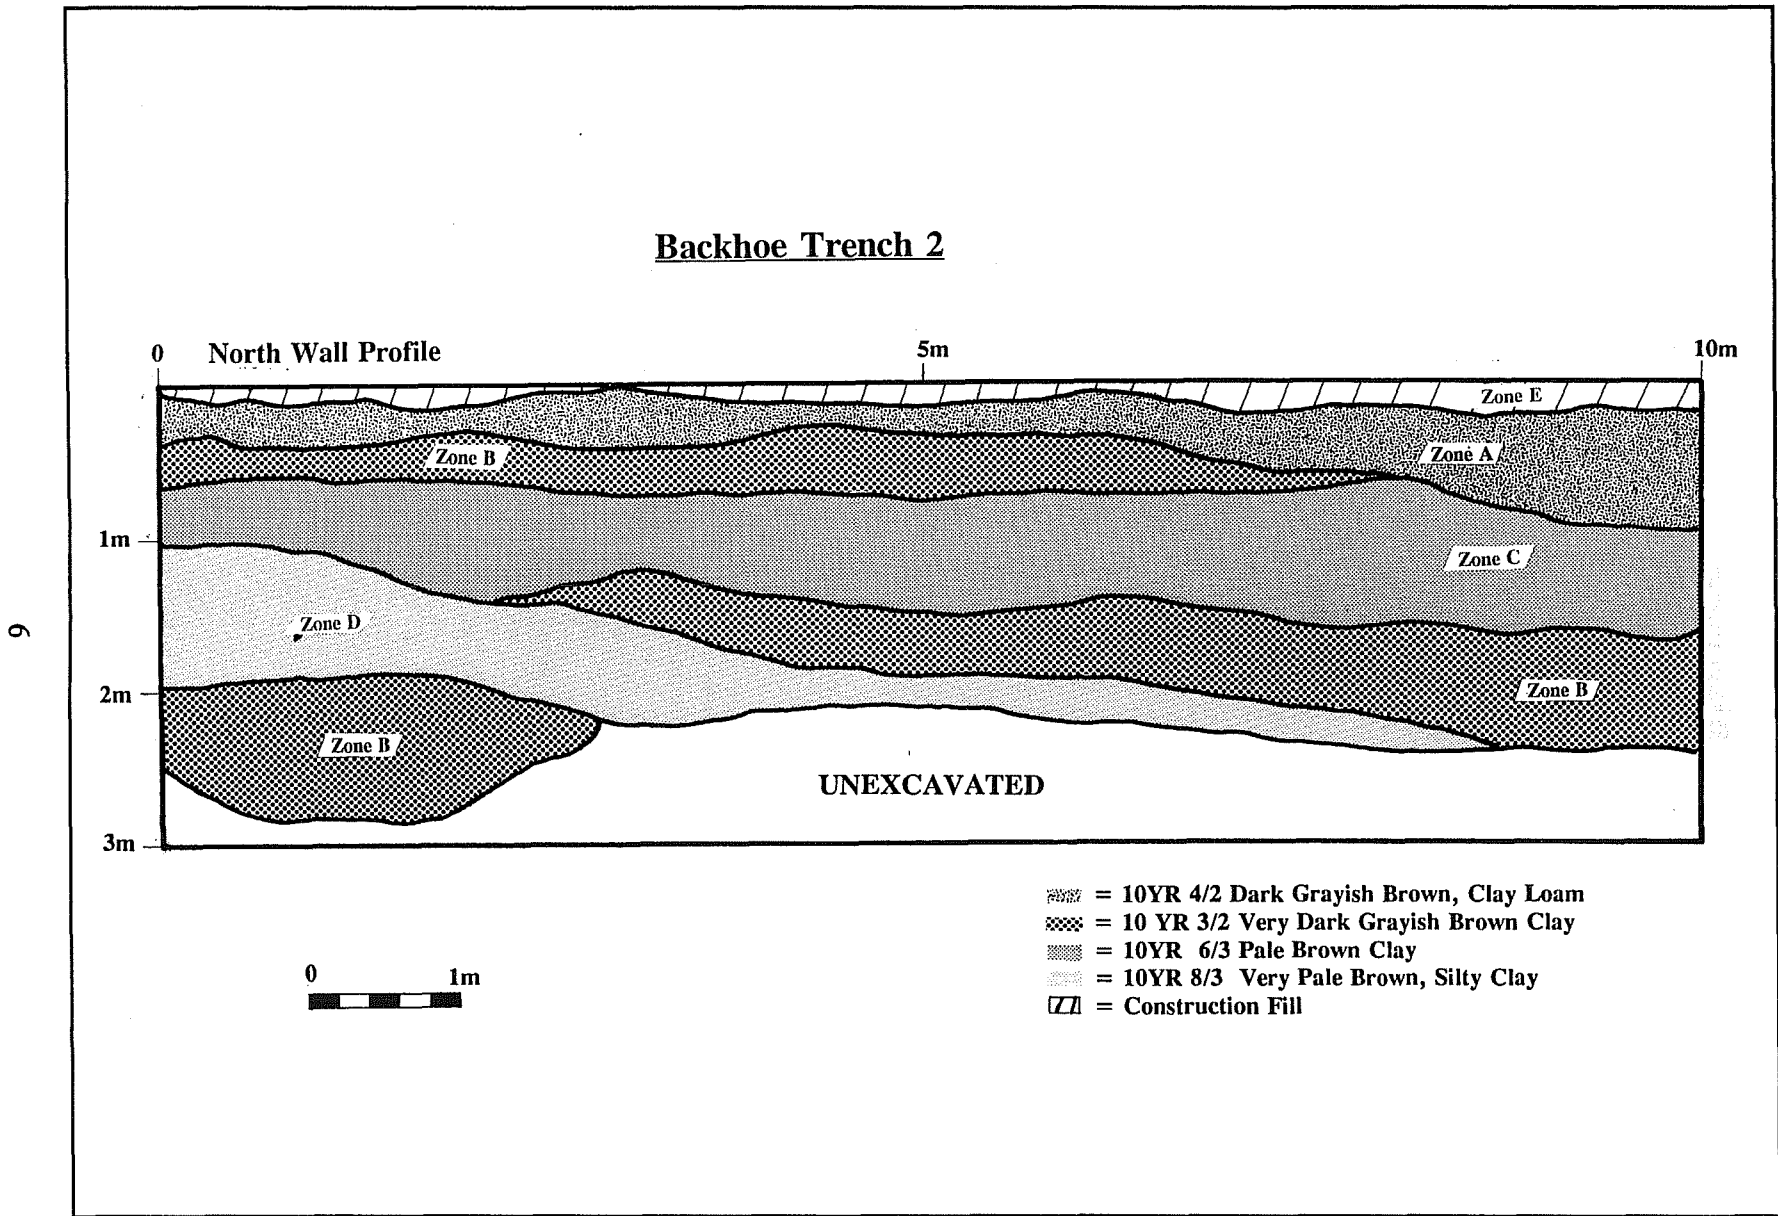 Backhoe Trench 2
0 North Wall Profile 5m 10m
Zone E
Zone B
Zone A
1m
Zone C
Zone D
2m
Zone B
Zone B
UNEXCAVATED
3m
= 10YR 4/2 Dark Grayish Brown, Clay Loam
= 10 YR 3/2 Very Dark Grayish Brown Clay
= 10YR 6/3 Pale Brown Clay
= 10YR 8/3 Very Pale Brown, Silty Clay
= Construction Fill
0 1m
9